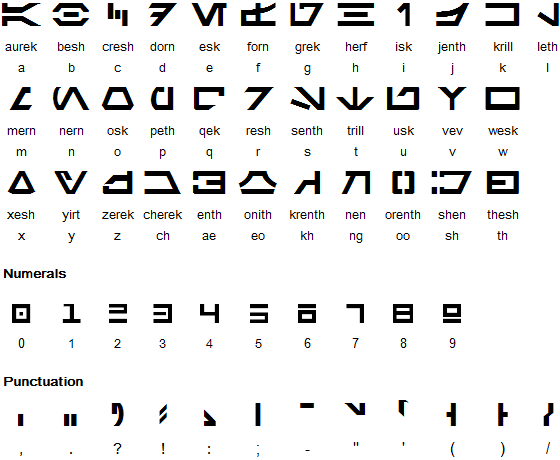 aurek besh cresh dorn esk forn grek herf isk jenth krill leth
a b c d e f g h i j k l
mern nern osk peth qek resh senth trill usk vev wesk
m n o p q r s t u v w
xesh yirt zerek cherek enth onith krenth nen orenth shen thesh
x y z ch ae eo kh ng oo sh th
Numerals
0 1 2 3 4 5 6 7 8 9
Punctuation
, . ? ! : ; - " ' ( ) /